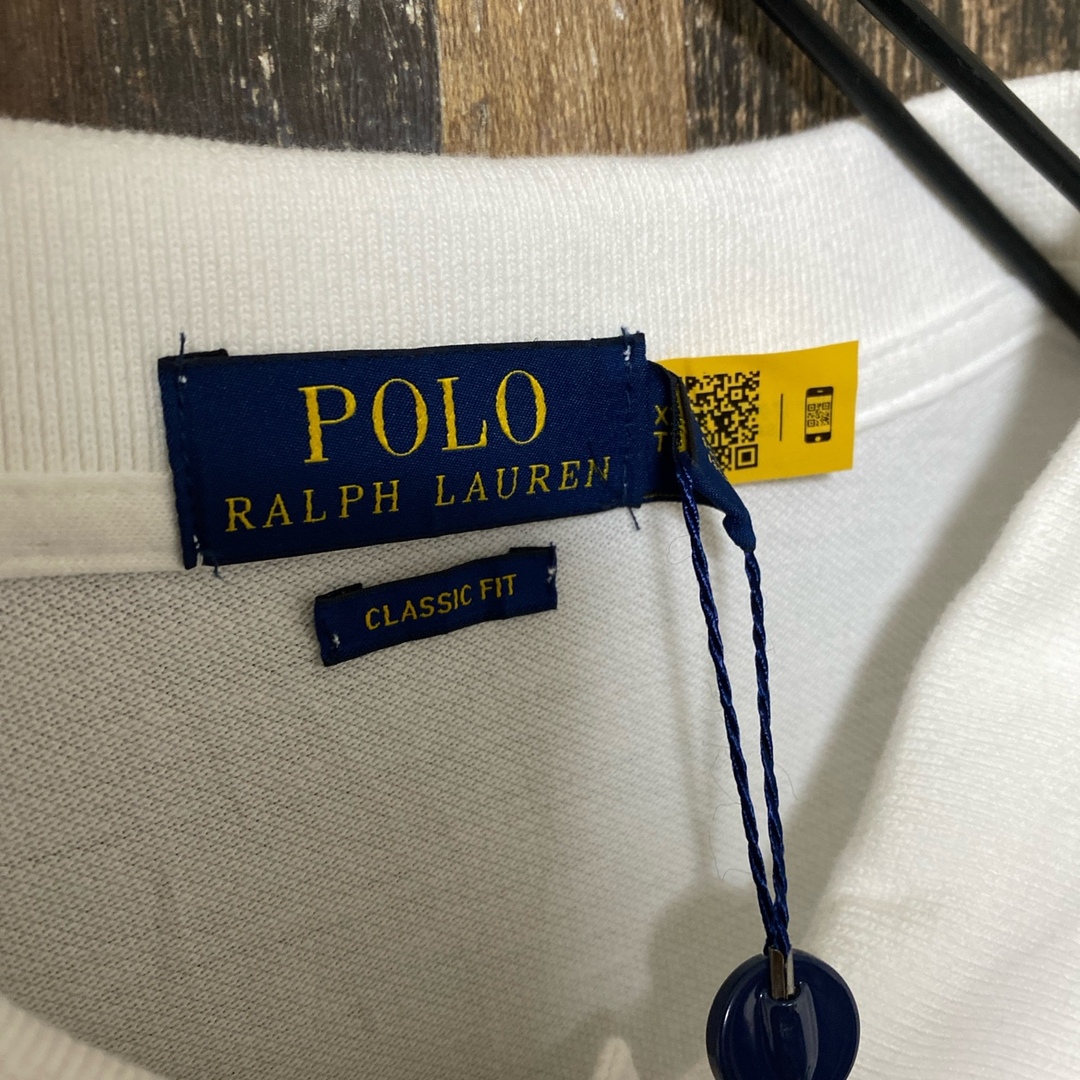 POLO
RALPH LAUREN
CLASSIC FIT
X
T